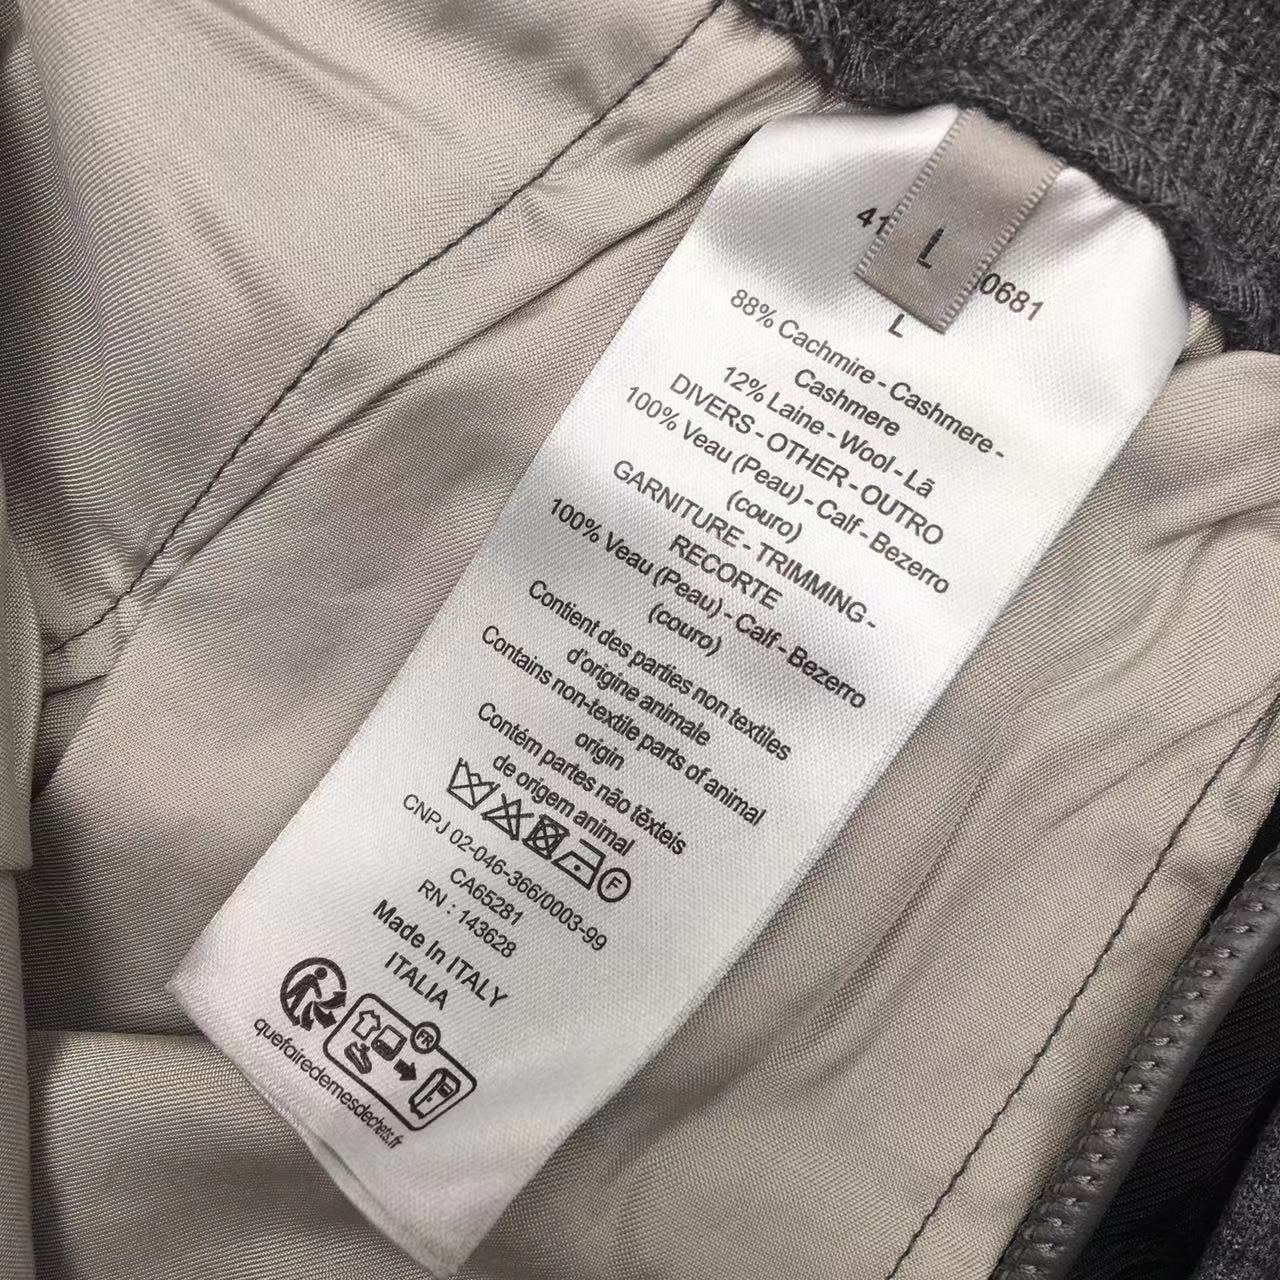 L
41 0681
L
88% Cachmire - Cashmere -
Cashmere
12% Laine - Wool - Lã
DIVERS - OTHER - OUTRO
100% Veau (Peau) - Calf - Bezerro
(couro)
GARNITURE - TRIMMING -
RECORTE
100% Veau (Peau) - Calf - Bezerro
(couro)
Contient des parties non textiles
d'origine animale
Contains non-textile parts of animal
origin
Contém partes não têxteis
de origem animal
F
CNPJ 02-046-366/0003-99
CA65281
RN : 143628
Made In ITALY
ITALIA
FR
quefairedemesdechets.fr